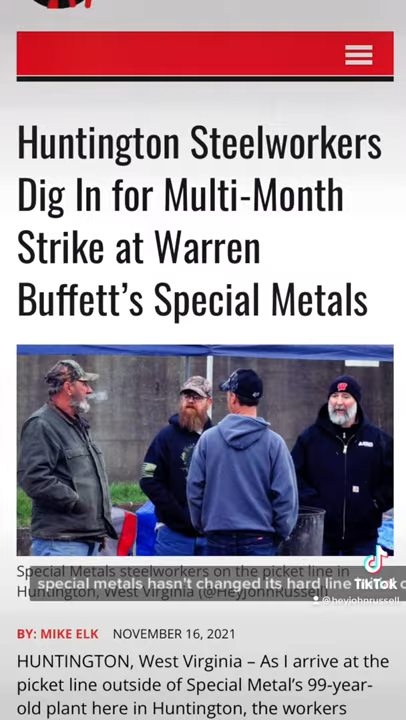 Huntington Steelworkers
Dig In for Multi-Month
Strike at Warren
Buffett’s Special Metals
Special Metals steelworkers on the picket line in
Huntington, West Virginia (@HeyJohnRussell)
special metals hasn't changed its hard line
TikTok
@heyjohnrussell
BY: MIKE ELK NOVEMBER 16, 2021
HUNTINGTON, West Virginia – As I arrive at the
picket line outside of Special Metal’s 99-year-
old plant here in Huntington, the workers